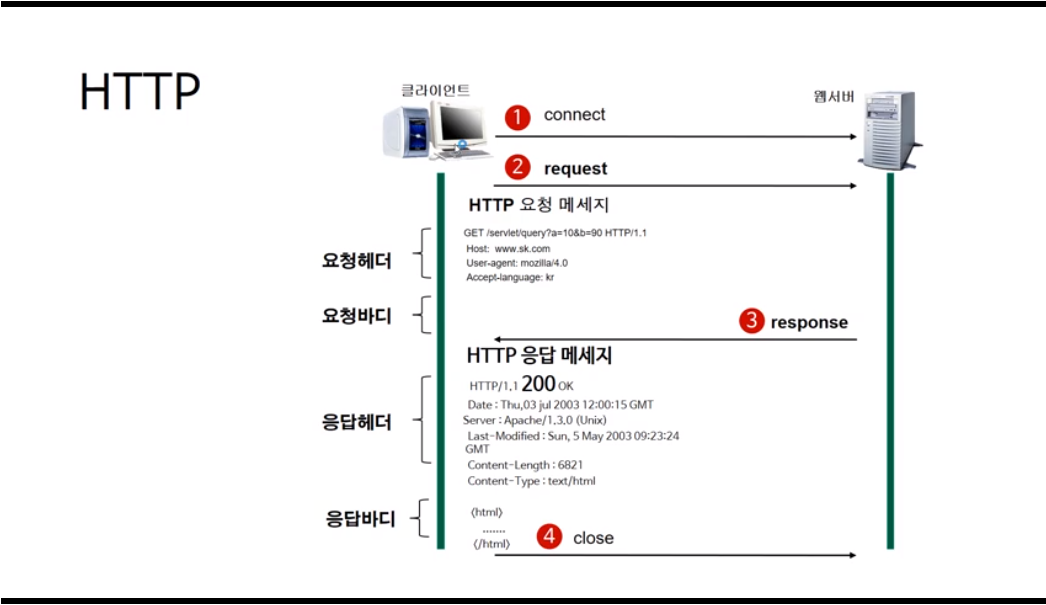 HTTP
클라이언트
웹서버
1 connect
2 request
HTTP 요청 메세지
요청헤더
GET /servlet/query?a=10&b=90 HTTP/1.1
Host: www.sk.com
User-agent: mozilla/4.0
Accept-language: kr
요청바디
3 response
HTTP 응답 메세지
응답헤더
HTTP/1.1 200 OK
Date : Thu,03 jul 2003 12:00:15 GMT
Server : Apache/1.3.0 (Unix)
Last-Modified : Sun, 5 May 2003 09:23:24
GMT
Content-Length : 6821
Content-Type : text/html
응답바디
<html>
.......
</html>
4 close